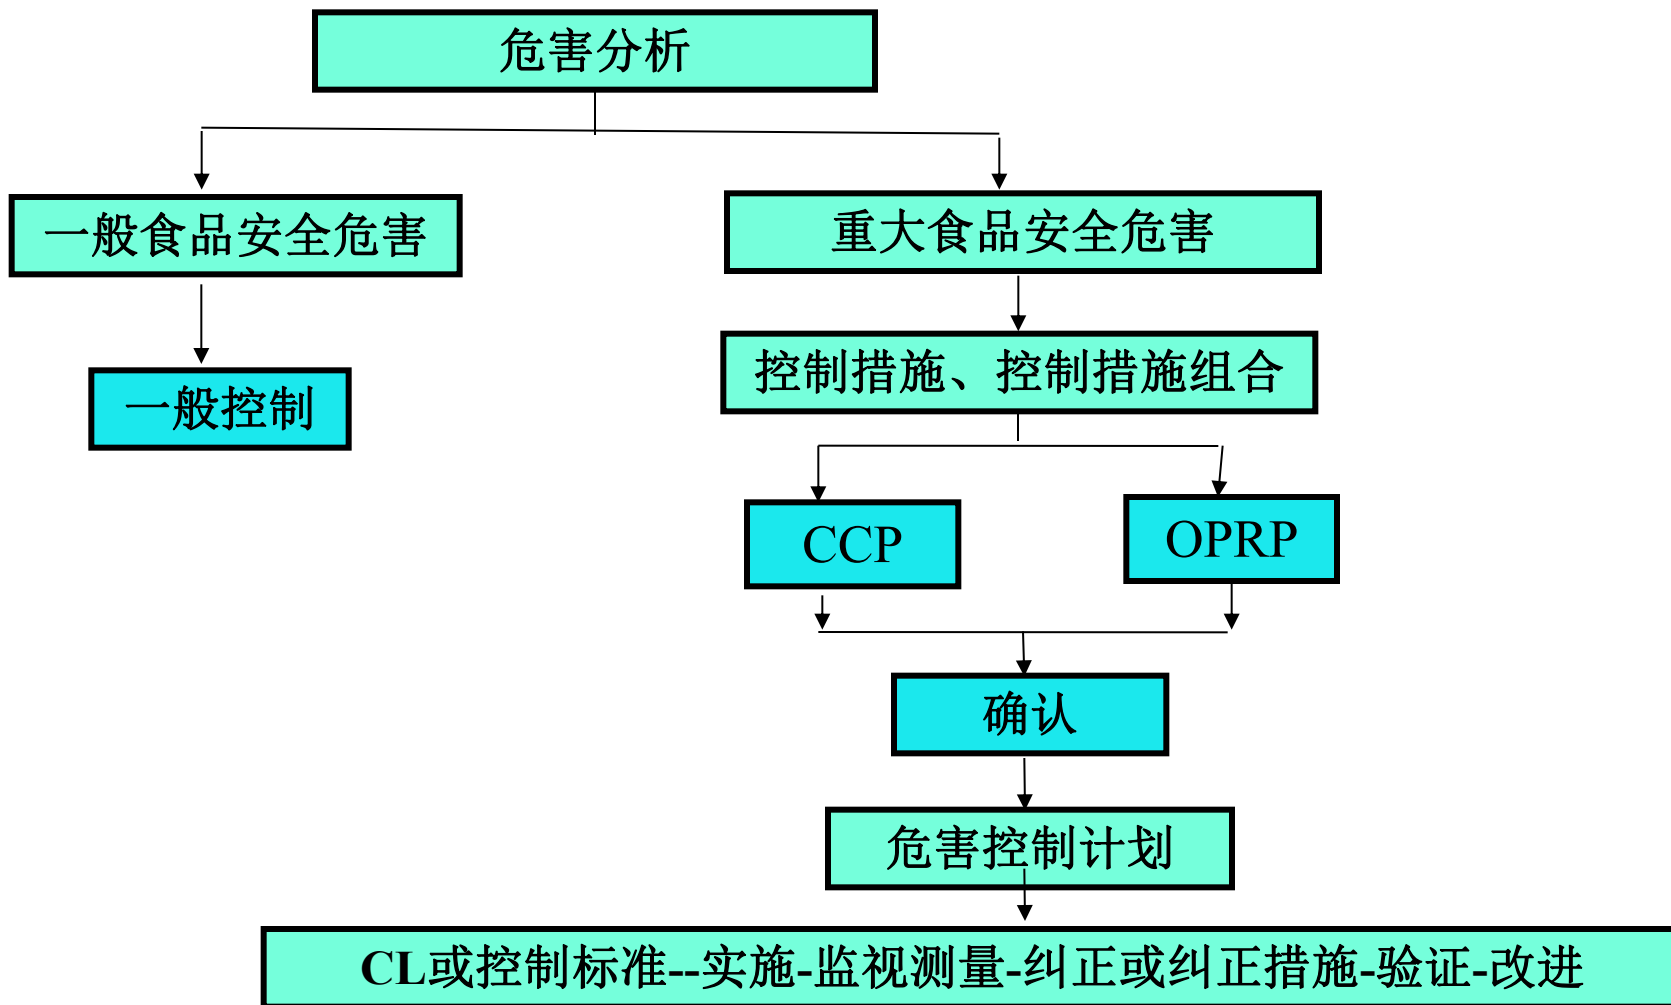 危害分析
一般食品安全危害
重大食品安全危害
控制措施、控制措施组合
一般控制
CCP
OPRP
确认
危害控制计划
CL或控制标准--实施-监视测量-纠正或纠正措施-验证-改进